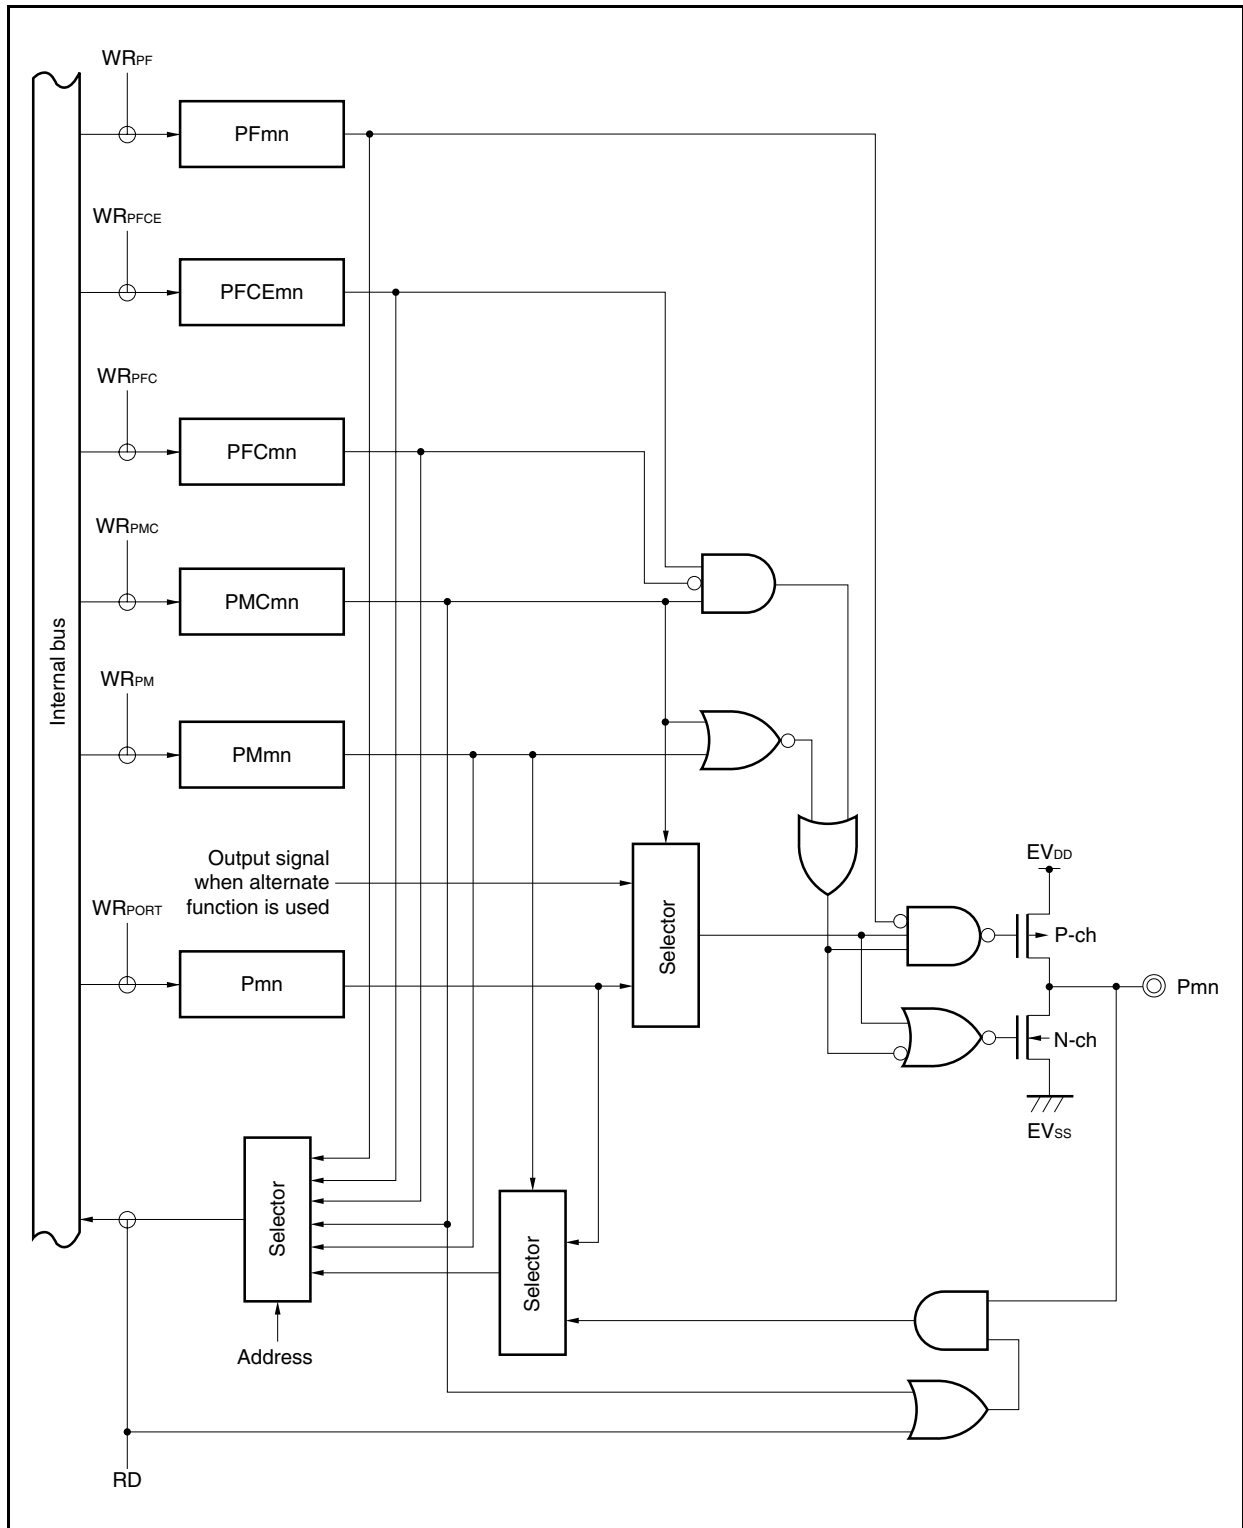 WRPF
PFmn
WRPFCE
PFCEmn
WRPFC
PFCmn
WRPMC
PMCmn
Internal bus
WRPM
PMmn
Output signal
when alternate
function is used
WRPORT
Pmn
Selector
EVDD
P-ch
Pmn
N-ch
EVSS
Selector
Selector
Address
RD